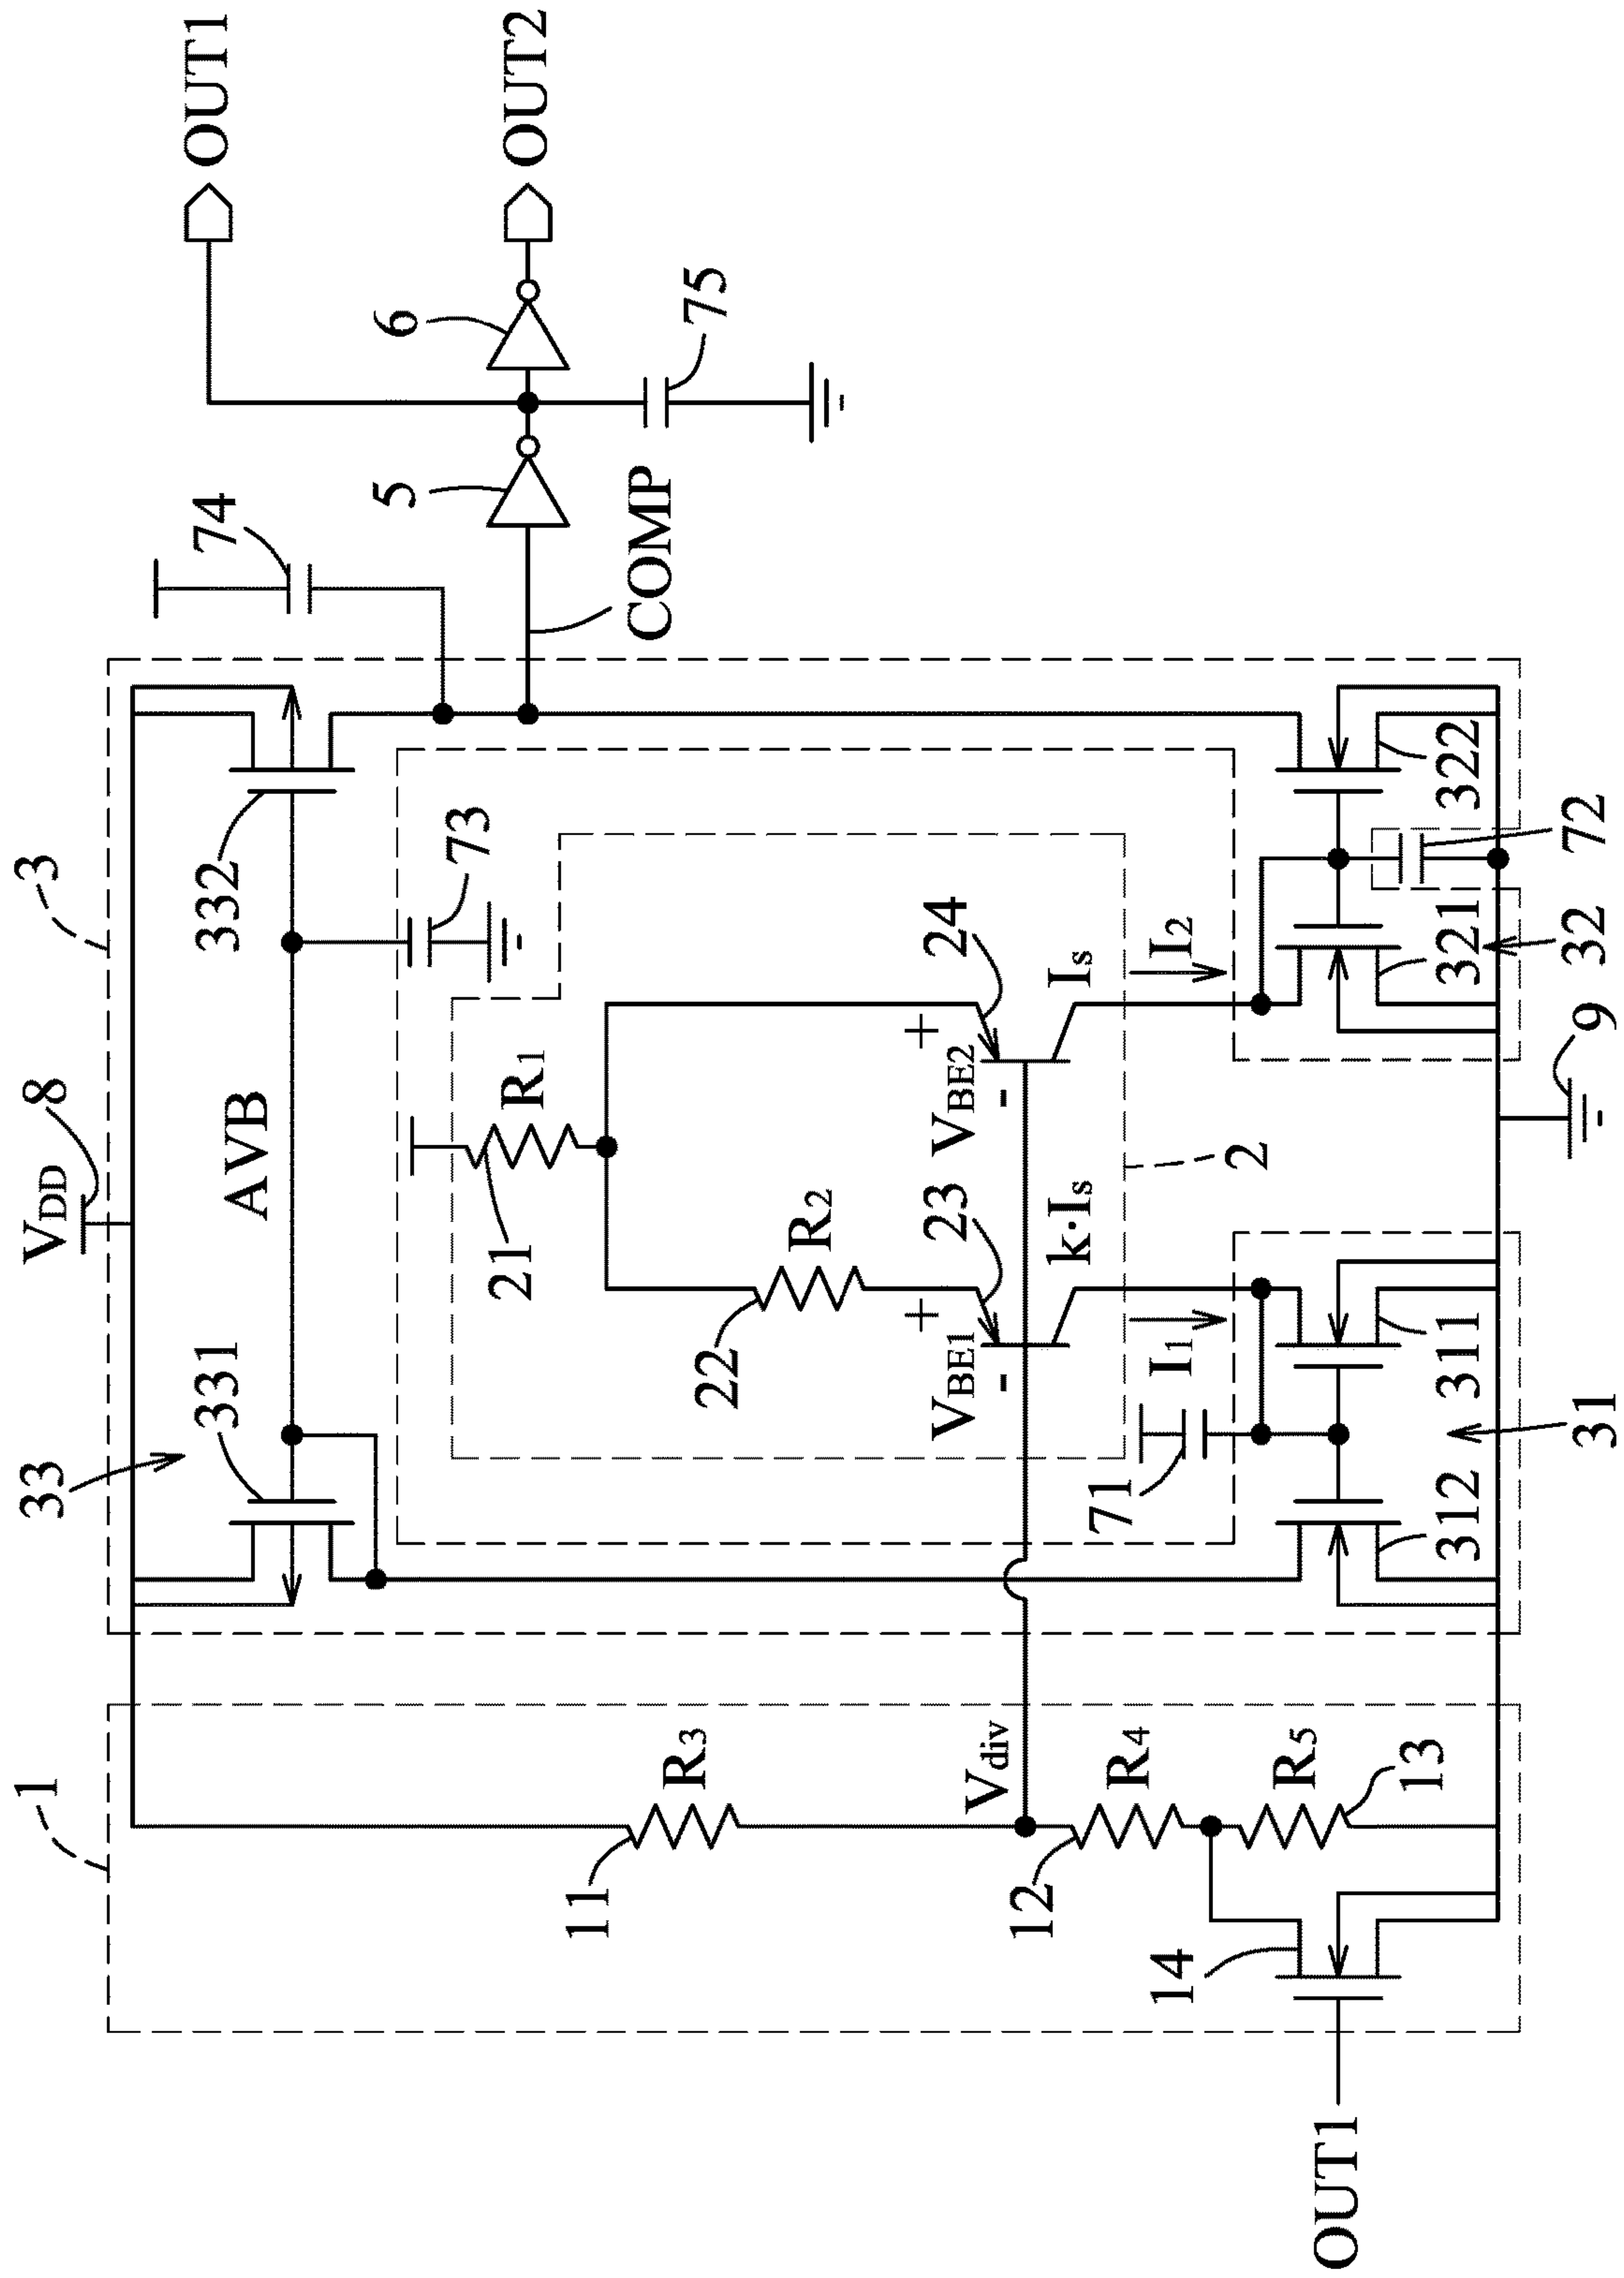 OUT1
OUT2
6
75
5
74
COMP
3
332
73
322
72
24
Is
I2
321
32
VDD
8
AVB
R1
21
VBE2
+
-
2
9
R2
22
23
k·Is
VBE1
+
-
I1
311
33
331
71
312
31
1
R3
11
Vdiv
R4
12
R5
13
14
OUT1